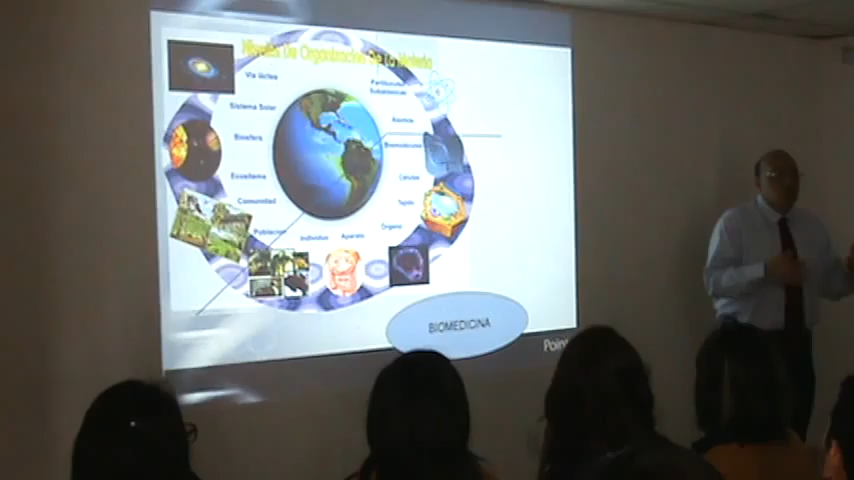 Niveles De Organización De La Materia
Vía láctea
Partículas
Subatómicas
Sistema Solar
Átomos
Biosfera
Biomoléculas
Ecosistema
Células
Comunidad
Tejido
Población
Individuo
Aparato
Órgano
BIOMEDICINA